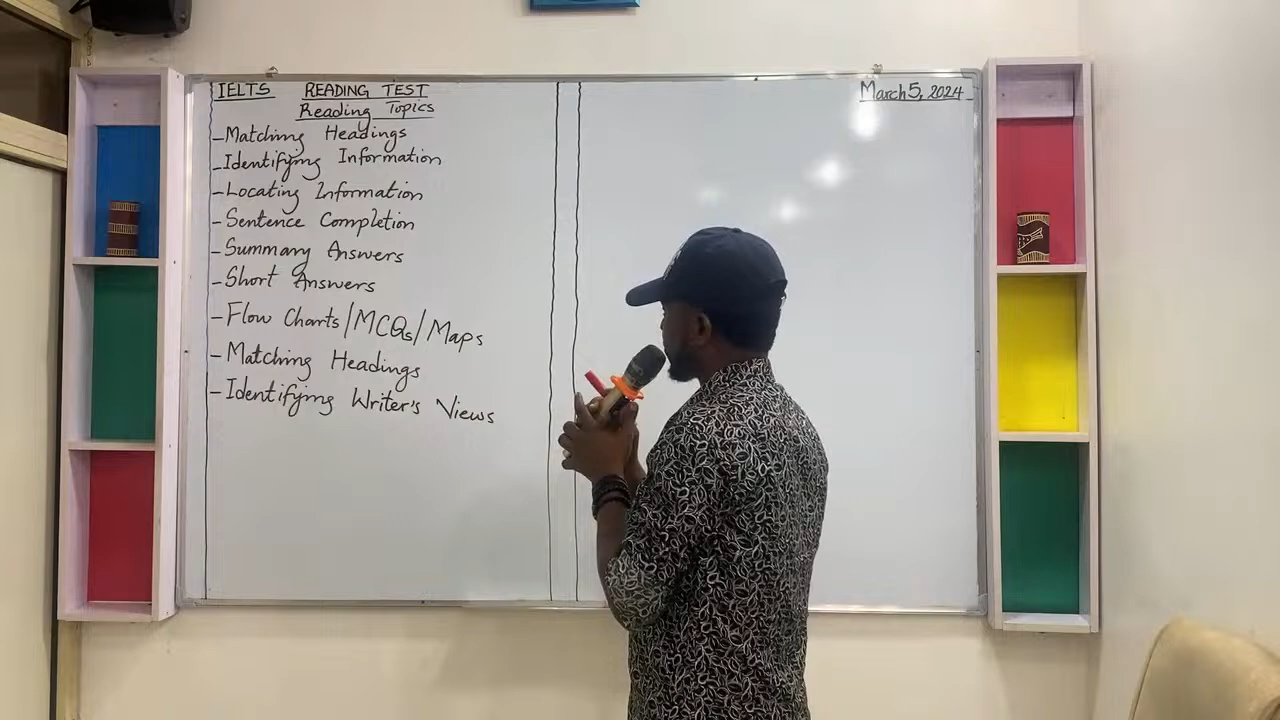 IELTS READING TEST
March 5, 2024
Reading Topics
- Matching Headings
- Identifying Information
- Locating Information
- Sentence Completion
- Summary Answers
- Short Answers
- Flow Charts/MCQs/Maps
- Matching Headings
- Identifying Writer's Views